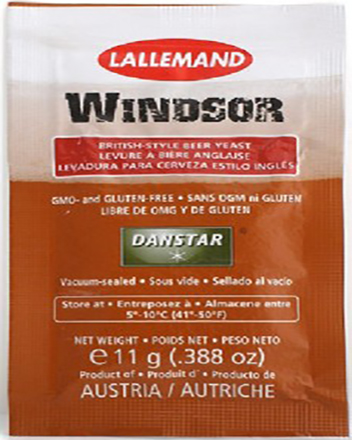 LALLEMAND
WINDSOR
BRITISH-STYLE BEER YEAST
LEVURE À BIÈRE ANGLAISE
LEVADURA PARA CERVEZA ESTILO INGLÉS
GMO- and GLUTEN-FREE • SANS OGM ni GLUTEN
LIBRE DE OMG Y DE GLUTEN
DANSTAR ®
Vacuum-sealed • Sous vide • Sellado al vacio
Store at • Entreposez à • Almacene entre
5°-10°C (41°-50°F)
NET WEIGHT • POIDS NET • PESO NETO
e 11 g (.388 oz)
Product of • Produit d' • Producto de
AUSTRIA / AUTRICHE